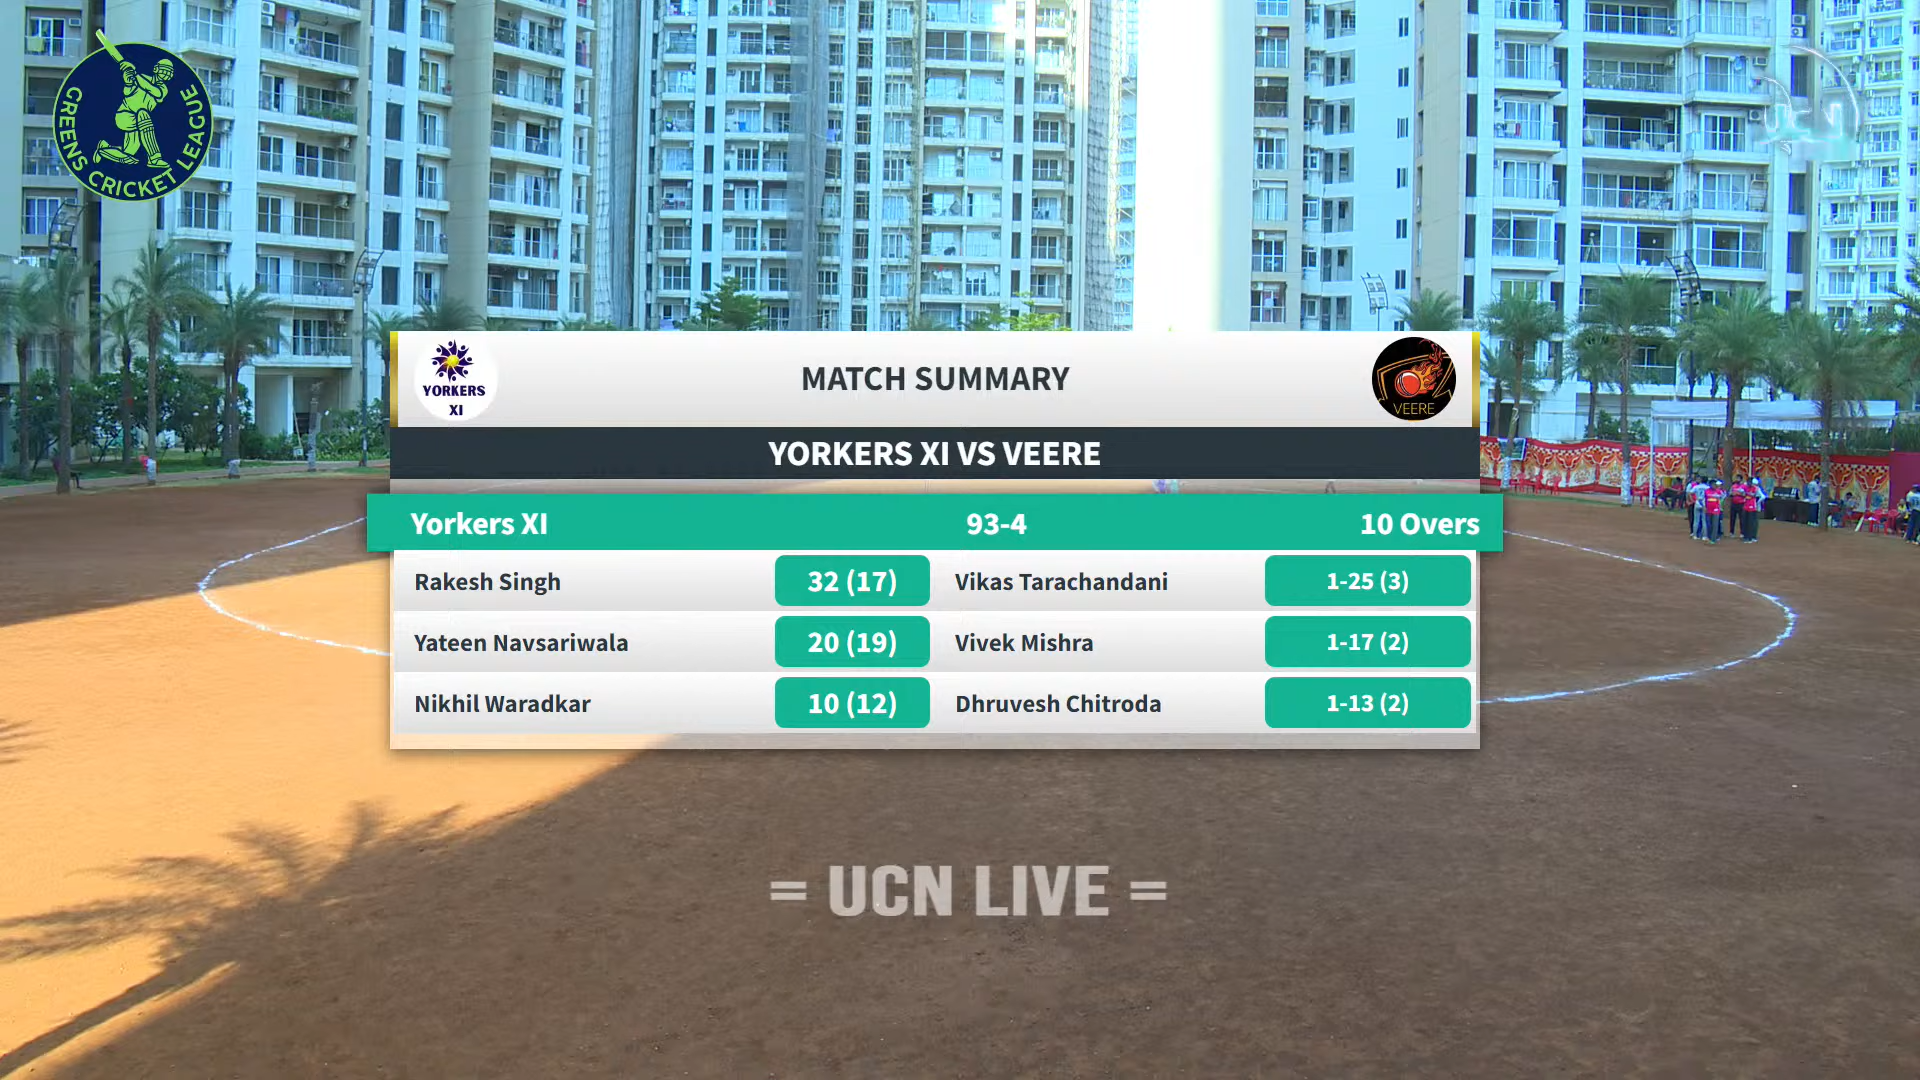 GREENS CRICKET LEAGUE
UCN
YORKERS
XI
MATCH SUMMARY
VEERE
YORKERS XI VS VEERE
Yorkers XI 93-4 10 Overs
Rakesh Singh 32 (17) Vikas Tarachandani 1-25 (3)
Yateen Navsariwala 20 (19) Vivek Mishra 1-17 (2)
Nikhil Waradkar 10 (12) Dhruvesh Chitroda 1-13 (2)
= UCN LIVE =